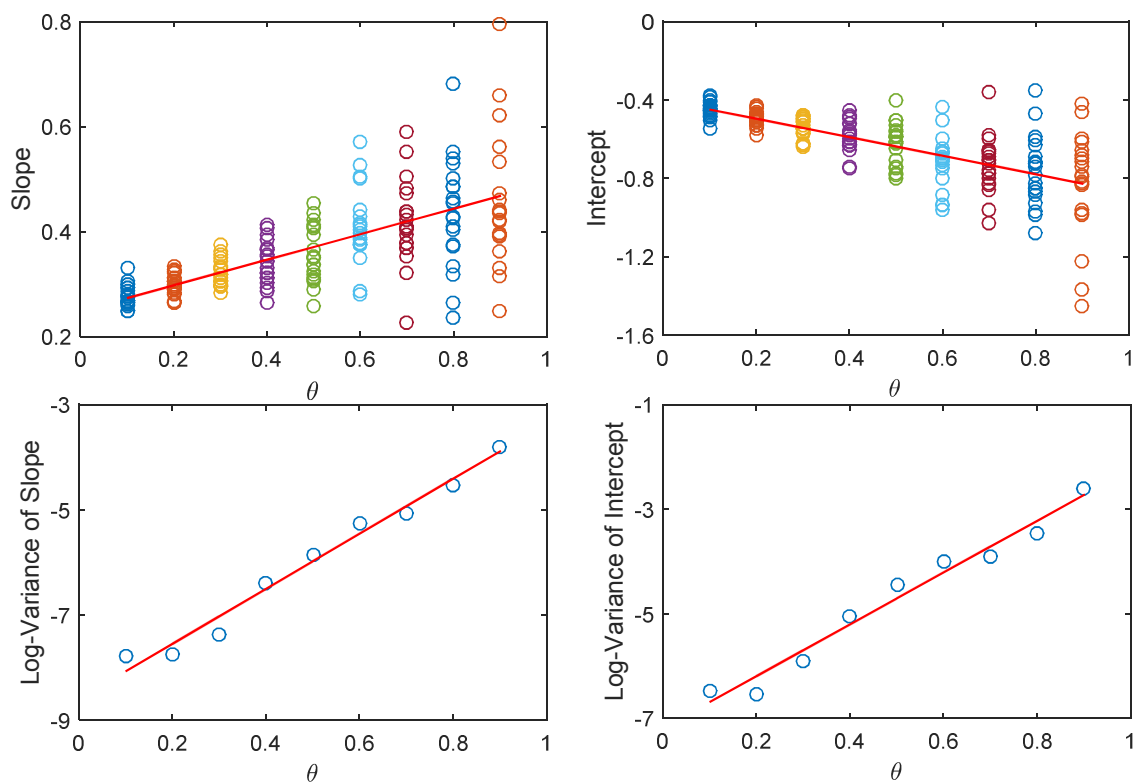 0.8
0.6
0.4
0.2
Slope
0 0.2 0.4 0.6 0.8 1
θ
0
-0.4
-0.8
-1.2
-1.6
Intercept
0 0.2 0.4 0.6 0.8 1
θ
-3
-5
-7
-9
Log-Variance of Slope
0 0.2 0.4 0.6 0.8 1
θ
-1
-3
-5
-7
Log-Variance of Intercept
0 0.2 0.4 0.6 0.8 1
θ